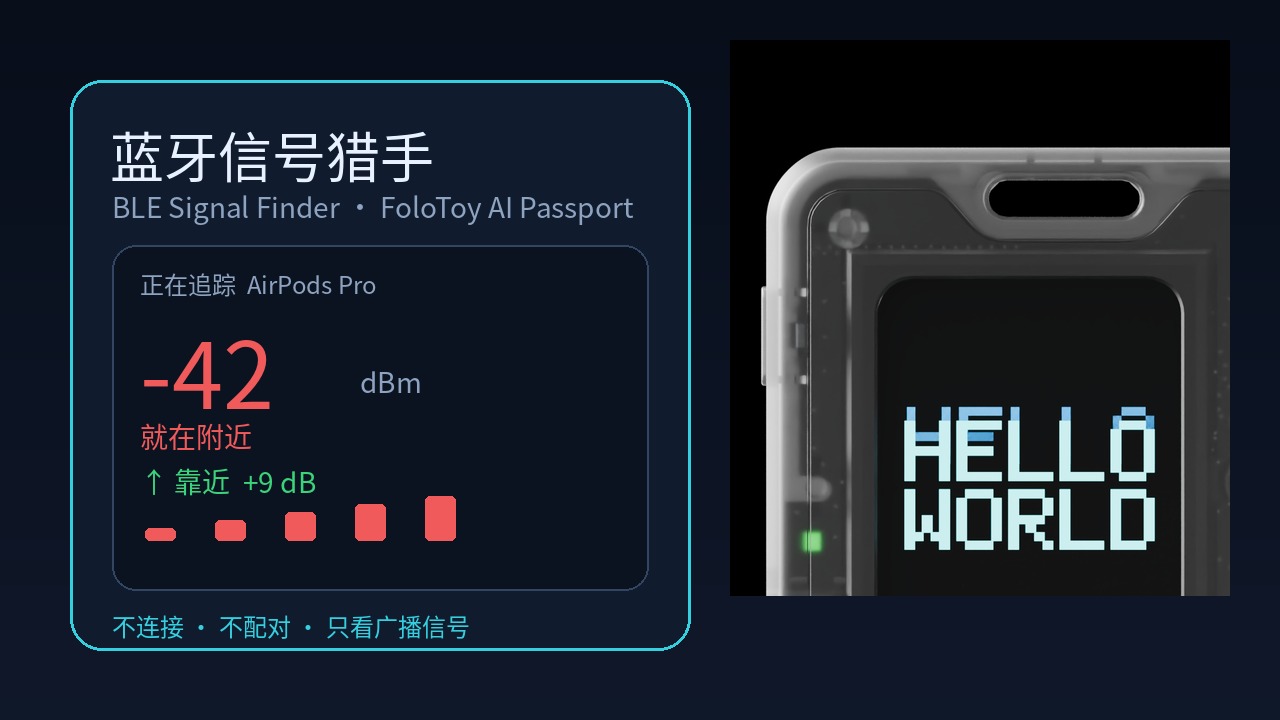 蓝牙信号猎手
BLE Signal Finder · FoloToy AI Passport
正在追踪 AirPods Pro
-42 dBm
就在附近
↑ 靠近 +9 dB
不连接 · 不配对 · 只看广播信号
HELLO
WORLD